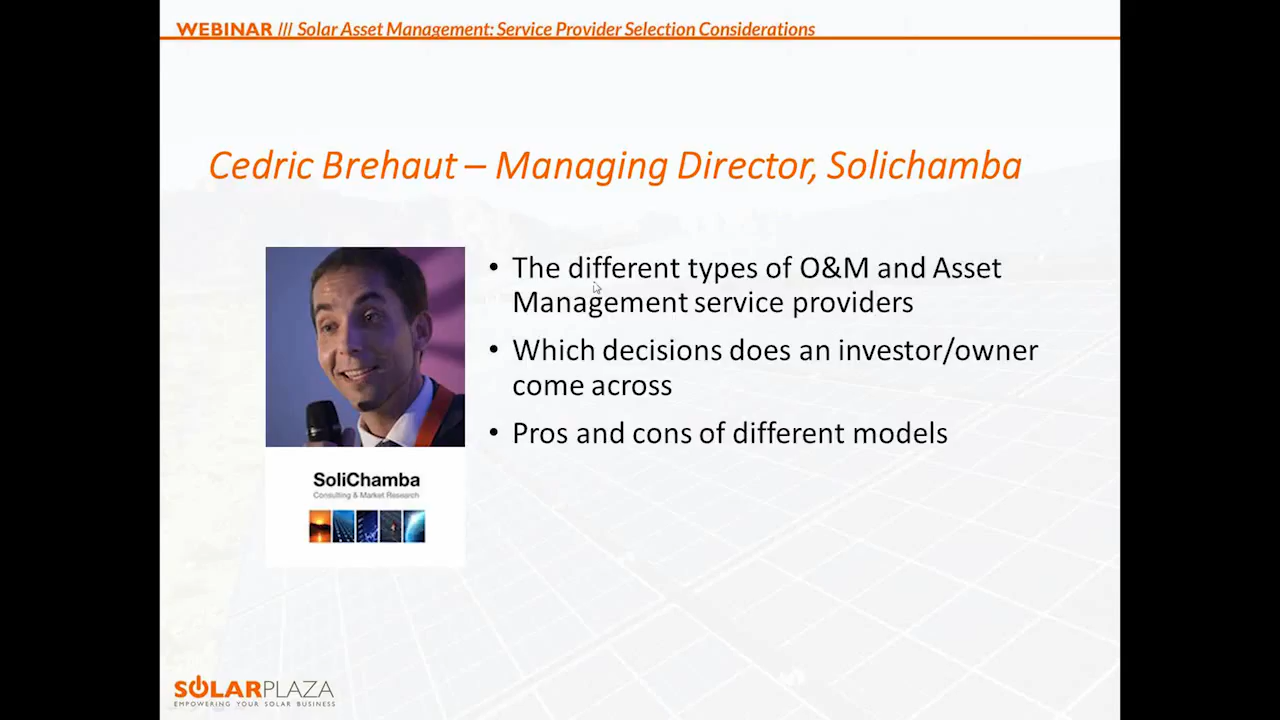 WEBINAR /// Solar Asset Management: Service Provider Selection Considerations
Cedric Brehaut – Managing Director, Solichamba
• The different types of O&M and Asset
Management service providers
• Which decisions does an investor/owner
come across
• Pros and cons of different models
SoliChamba
Consulting & Market Research
SOLARPLAZA
EMPOWERING YOUR SOLAR BUSINESS